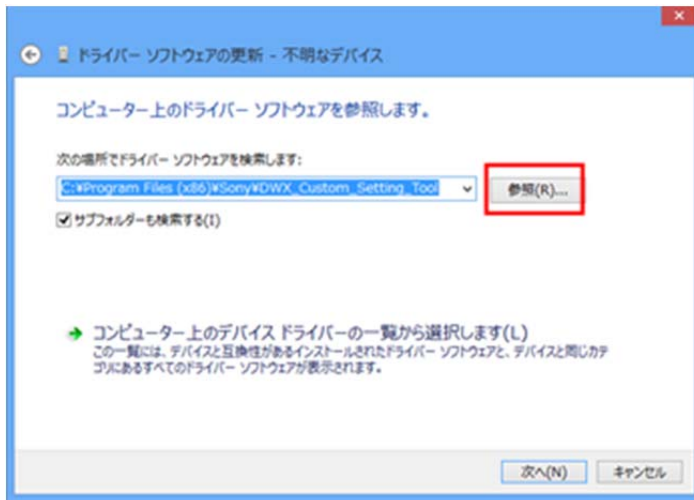 ドライバー ソフトウェアの更新 - 不明なデバイス
コンピューター上のドライバー ソフトウェアを参照します。
次の場所でドライバー ソフトウェアを検索します:
C:¥Program Files (x86)¥Sony¥DWX_Custom_Setting_Tool
参照(R)...
サブフォルダーも検索する(I)
コンピューター上のデバイス ドライバーの一覧から選択します(L)
この一覧には、デバイスと互換性があるインストールされたドライバー ソフトウェアと、デバイスと同じカテ
ゴリにあるすべてのドライバー ソフトウェアが表示されます。
次へ(N)
キャンセル